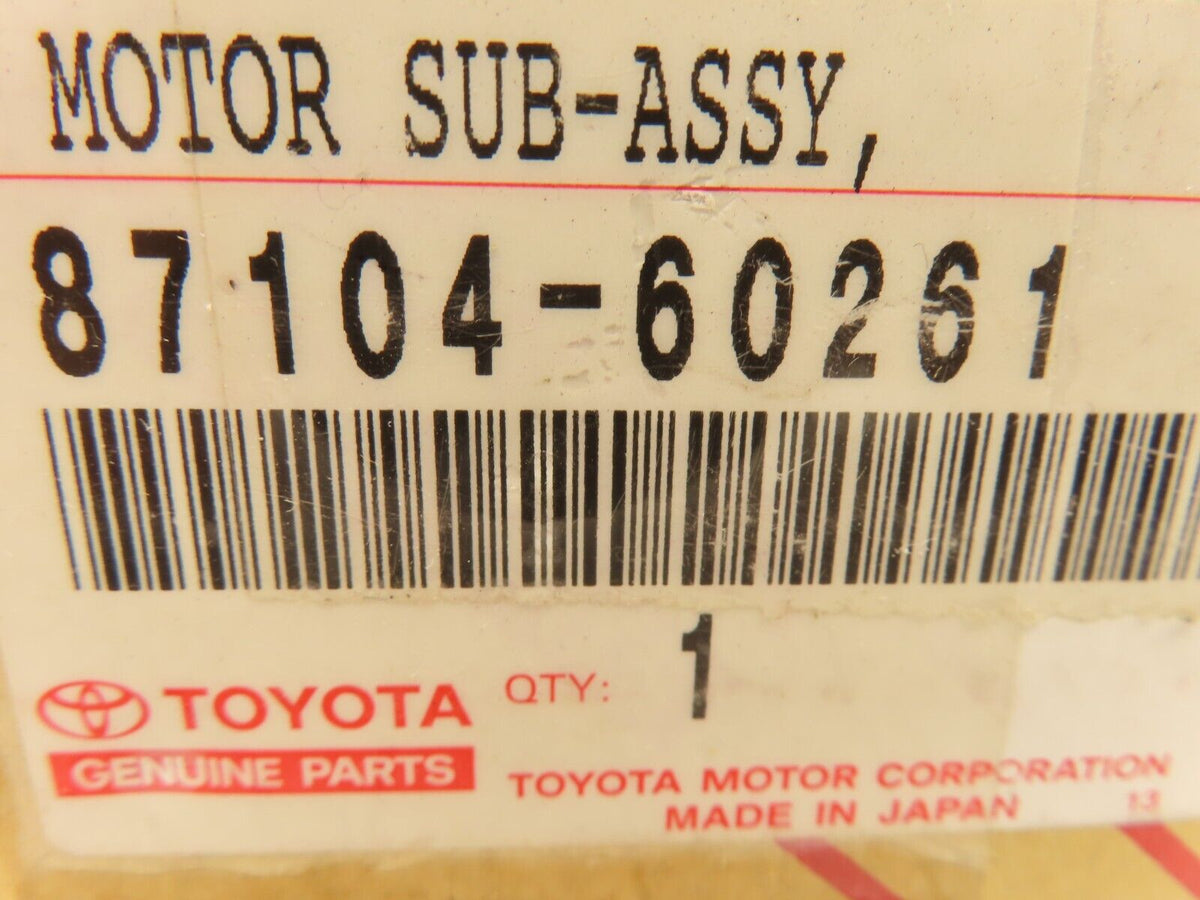 MOTOR SUB-ASSY,
87104-60261
QTY: 1
TOYOTA
GENUINE PARTS
TOYOTA MOTOR CORPORATION
MADE IN JAPAN 13